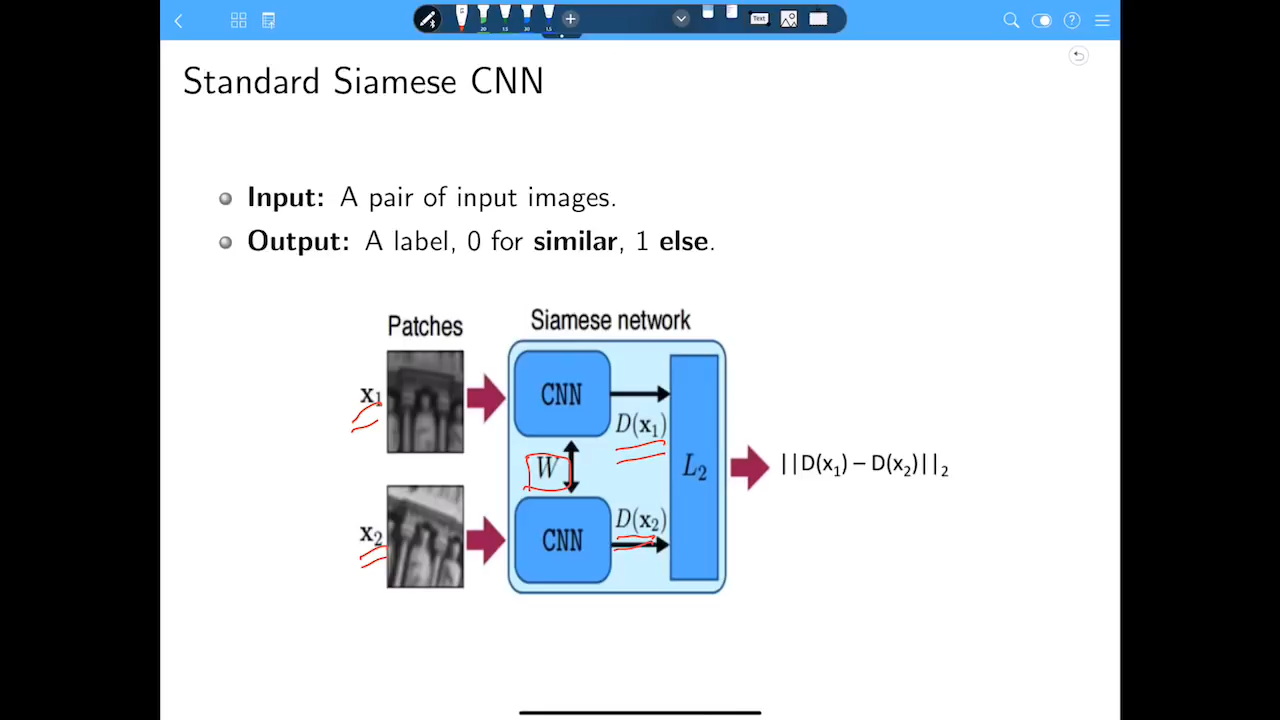 Text
Standard Siamese CNN
Input: A pair of input images.
Output: A label, 0 for similar, 1 else.
Patches
Siamese network
x₁
CNN
D(x₁)
W
L₂
||D(x₁) – D(x₂)||₂
x₂
CNN
D(x₂)